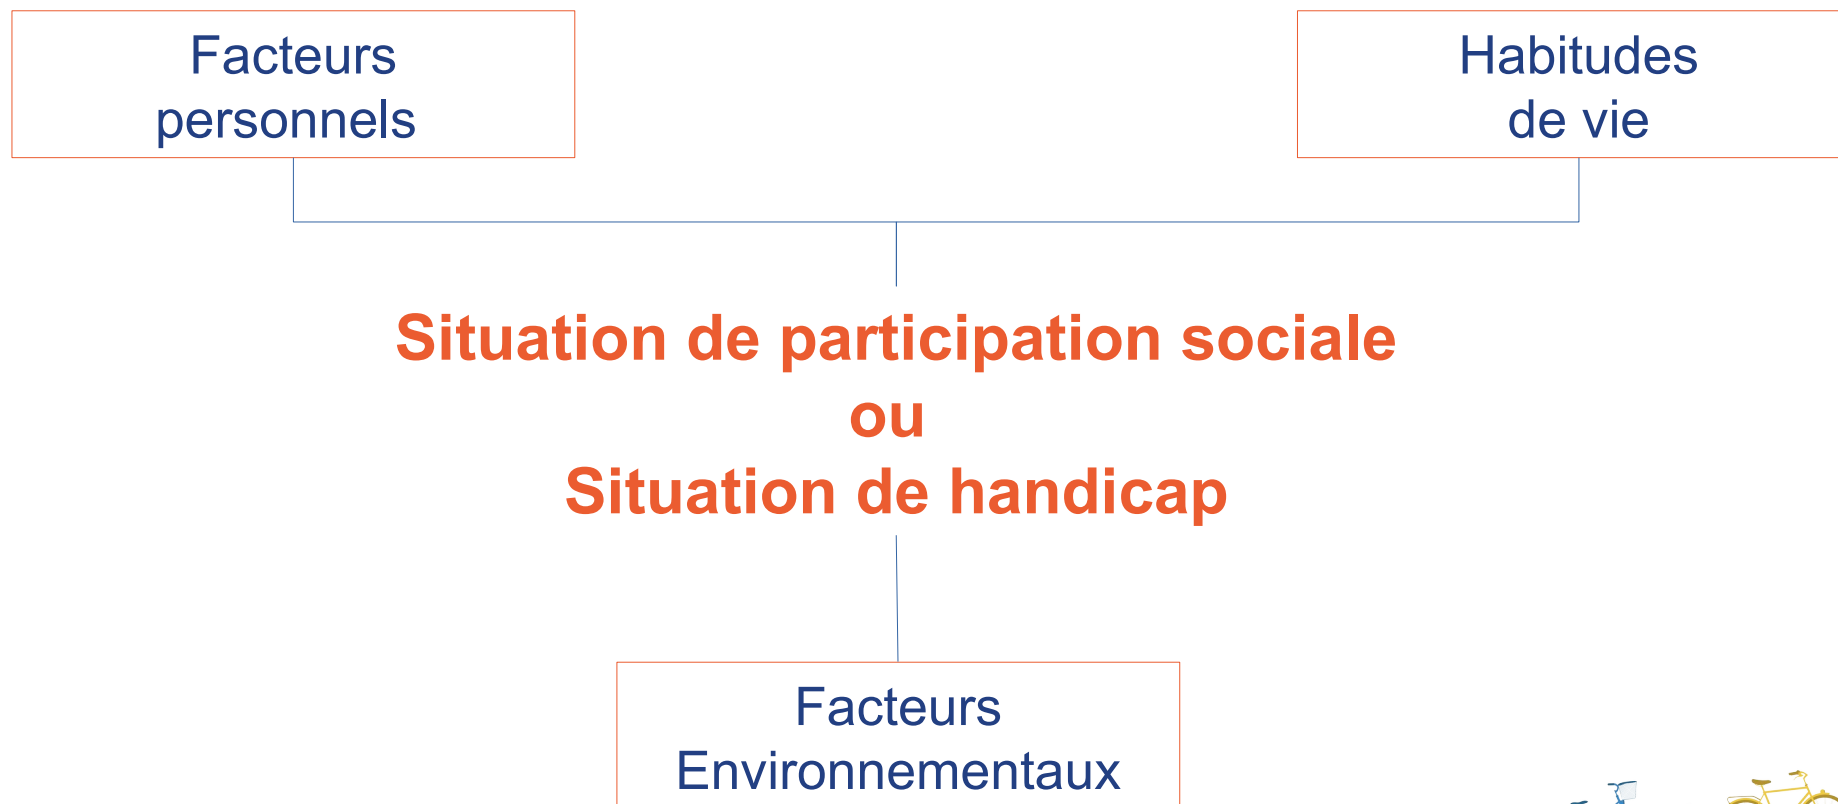 Facteurs
personnels
Habitudes
de vie
Situation de participation sociale
ou
Situation de handicap
Facteurs
Environnementaux